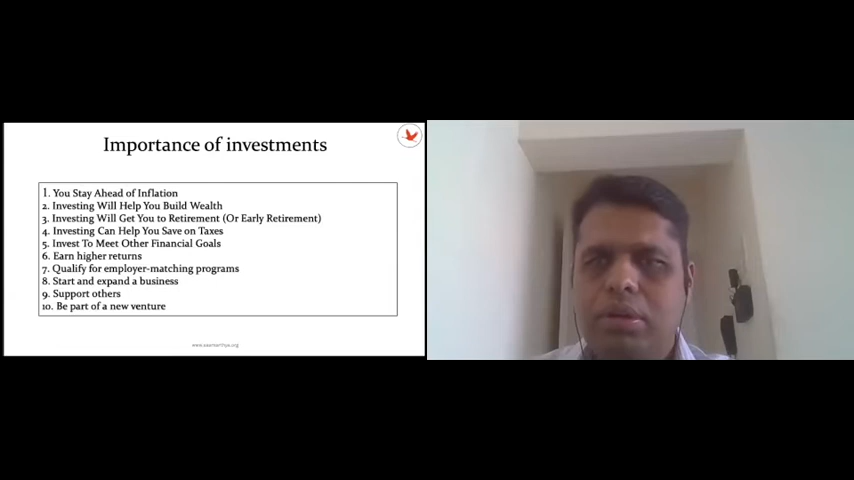 Importance of investments
1. You Stay Ahead of Inflation
2. Investing Will Help You Build Wealth
3. Investing Will Get You to Retirement (Or Early Retirement)
4. Investing Can Help You Save on Taxes
5. Invest To Meet Other Financial Goals
6. Earn higher returns
7. Qualify for employer-matching programs
8. Start and expand a business
9. Support others
10. Be part of a new venture